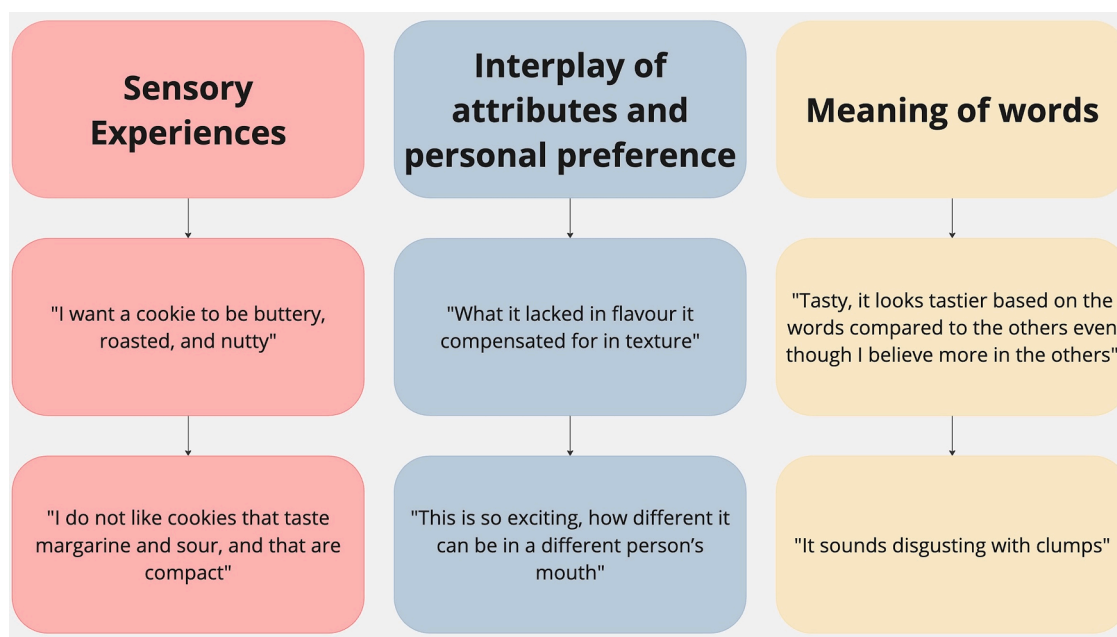 Sensory
Experiences
"I want a cookie to be buttery,
roasted, and nutty"
"I do not like cookies that taste
margarine and sour, and that are
compact"
Interplay of
attributes and
personal preference
"What it lacked in flavour it
compensated for in texture"
"This is so exciting, how different it
can be in a different person’s
mouth"
Meaning of words
"Tasty, it looks tastier based on the
words compared to the others even
though I believe more in the others"
"It sounds disgusting with clumps"